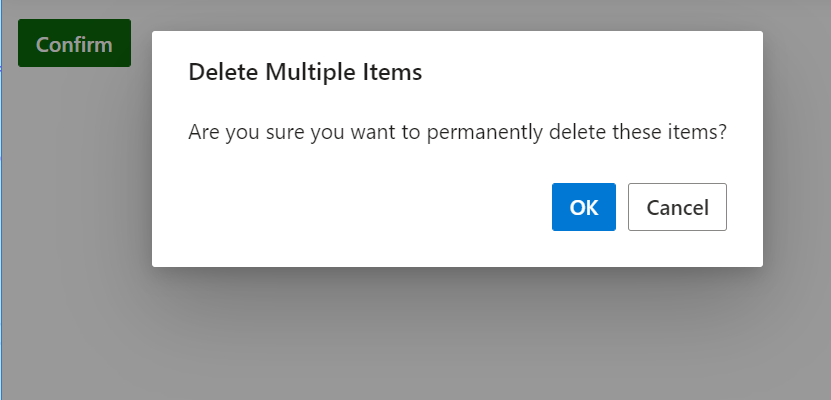 Confirm
Delete Multiple Items
Are you sure you want to permanently delete these items?
OK
Cancel